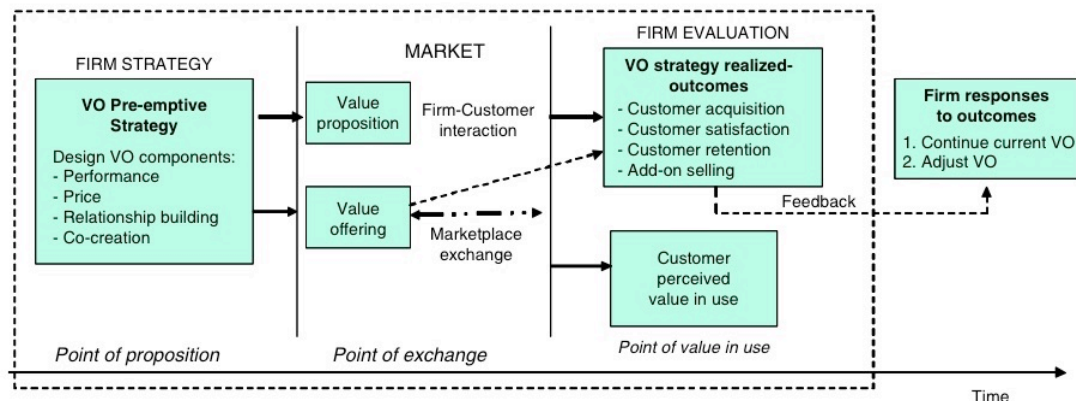 FIRM STRATEGY
VO Pre-emptive
Strategy
Design VO components:
- Performance
- Price
- Relationship building
- Co-creation
Point of proposition
MARKET
Value
proposition
Firm-Customer
interaction
Value
offering
Marketplace
exchange
Point of exchange
FIRM EVALUATION
VO strategy realized-
outcomes
- Customer acquisition
- Customer satisfaction
- Customer retention
- Add-on selling
Customer
perceived
value in use
Point of value in use
Feedback
Firm responses
to outcomes
1. Continue current VO
2. Adjust VO
Time